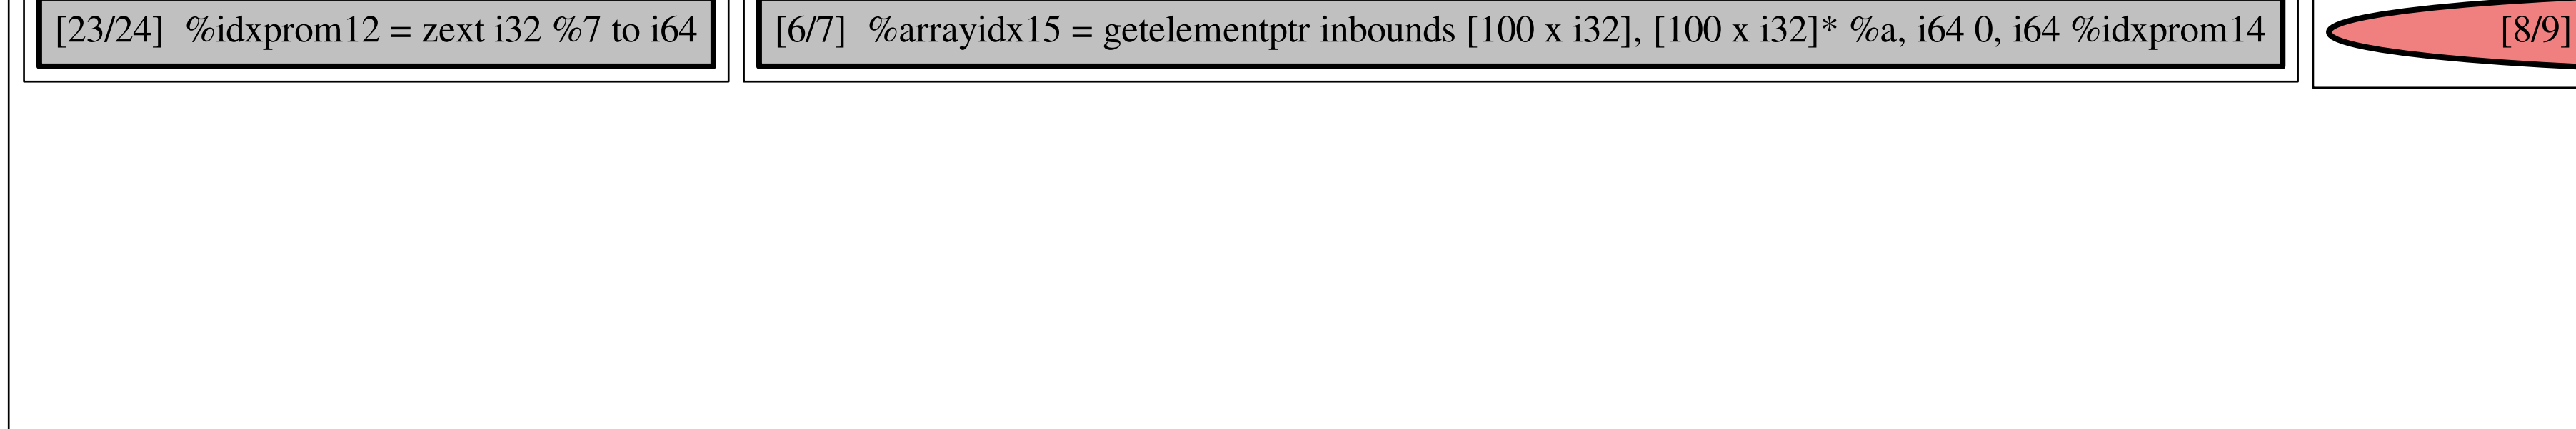 [23/24]  %idxprom12 = zext i32 %7 to i64
[6/7]  %arrayidx15 = getelementptr inbounds [100 x i32], [100 x i32]* %a, i64 0, i64 %idxprom14
[8/9]